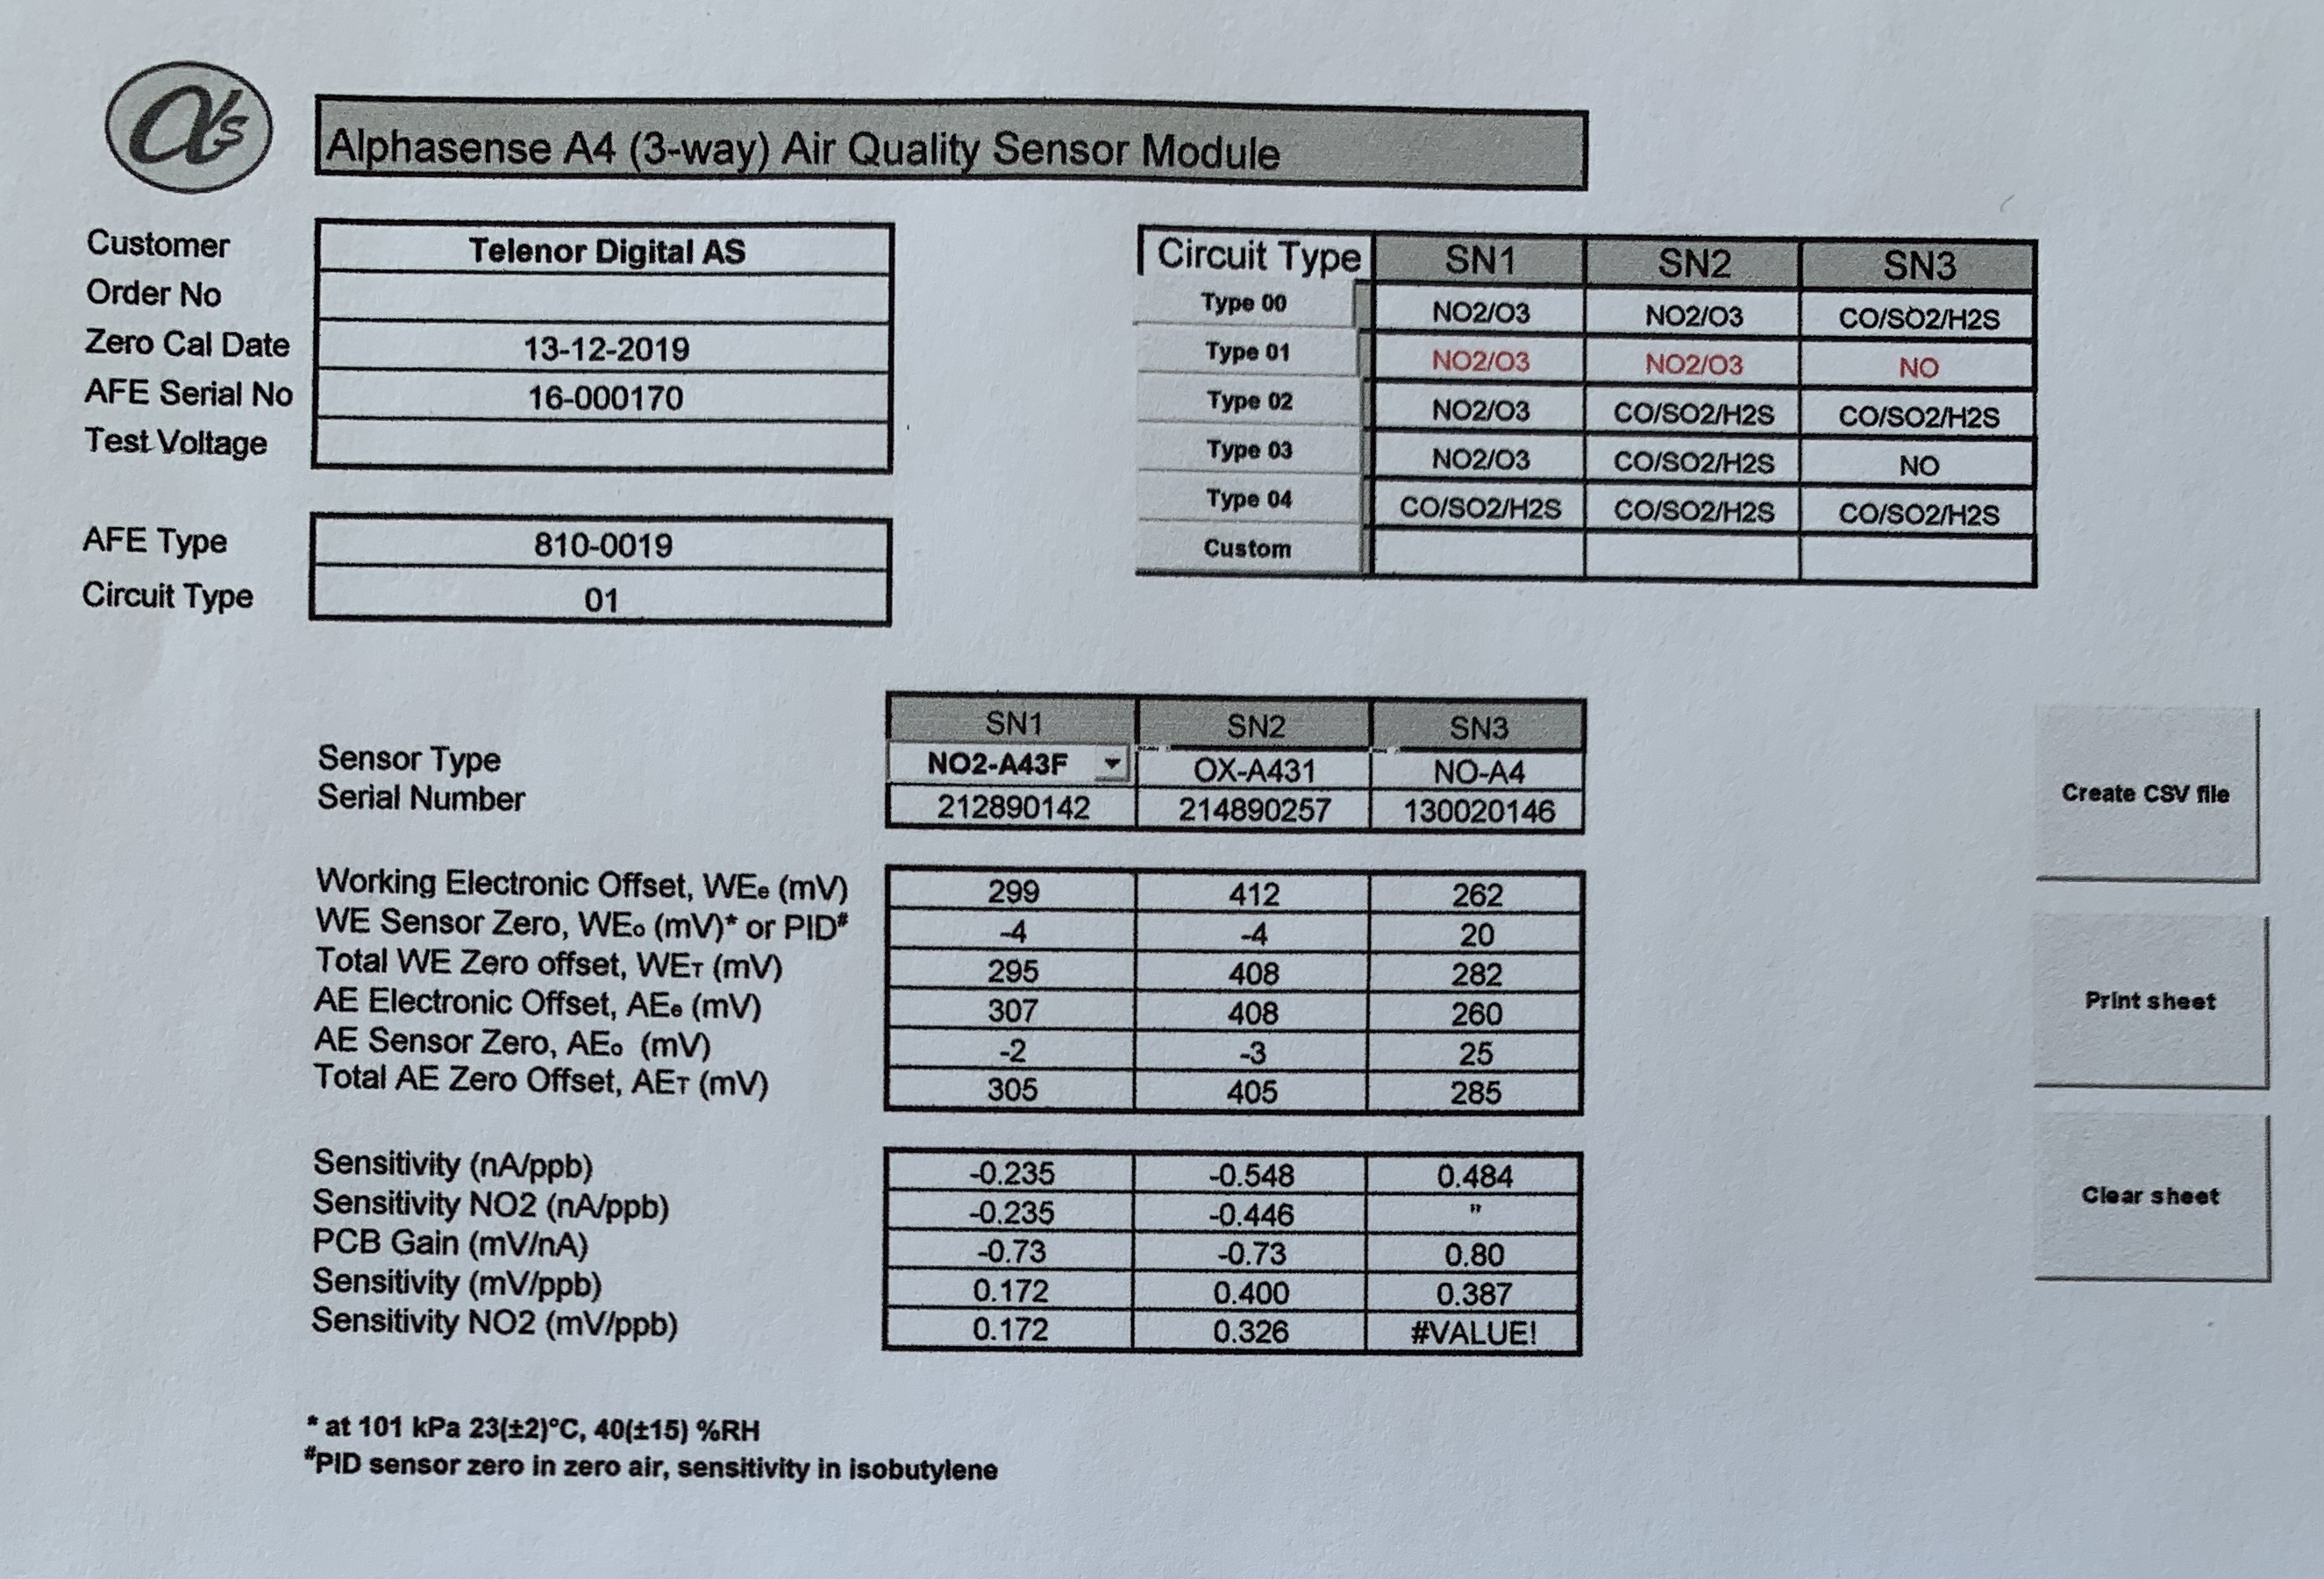 αs
Alphasense A4 (3-way) Air Quality Sensor Module
Customer Telenor Digital AS
Order No
Zero Cal Date 13-12-2019
AFE Serial No 16-000170
Test Voltage
AFE Type 810-0019
Circuit Type 01
Circuit Type SN1 SN2 SN3
Type 00 NO2/O3 NO2/O3 CO/SO2/H2S
Type 01 NO2/O3 NO2/O3 NO
Type 02 NO2/O3 CO/SO2/H2S CO/SO2/H2S
Type 03 NO2/O3 CO/SO2/H2S NO
Type 04 CO/SO2/H2S CO/SO2/H2S CO/SO2/H2S
Custom
SN1 SN2 SN3
Sensor Type NO2-A43F OX-A431 NO-A4
Serial Number 212890142 214890257 130020146
Working Electronic Offset, WEe (mV) 299 412 262
WE Sensor Zero, WEo (mV)* or PID# -4 -4 20
Total WE Zero offset, WET (mV) 295 408 282
AE Electronic Offset, AEe (mV) 307 408 260
AE Sensor Zero, AEo (mV) -2 -3 25
Total AE Zero Offset, AET (mV) 305 405 285
Sensitivity (nA/ppb) -0.235 -0.548 0.484
Sensitivity NO2 (nA/ppb) -0.235 -0.446 "
PCB Gain (mV/nA) -0.73 -0.73 0.80
Sensitivity (mV/ppb) 0.172 0.400 0.387
Sensitivity NO2 (mV/ppb) 0.172 0.326 #VALUE!
Create CSV file
Print sheet
Clear sheet
* at 101 kPa 23(±2)°C, 40(±15) %RH
#PID sensor zero in zero air, sensitivity in isobutylene